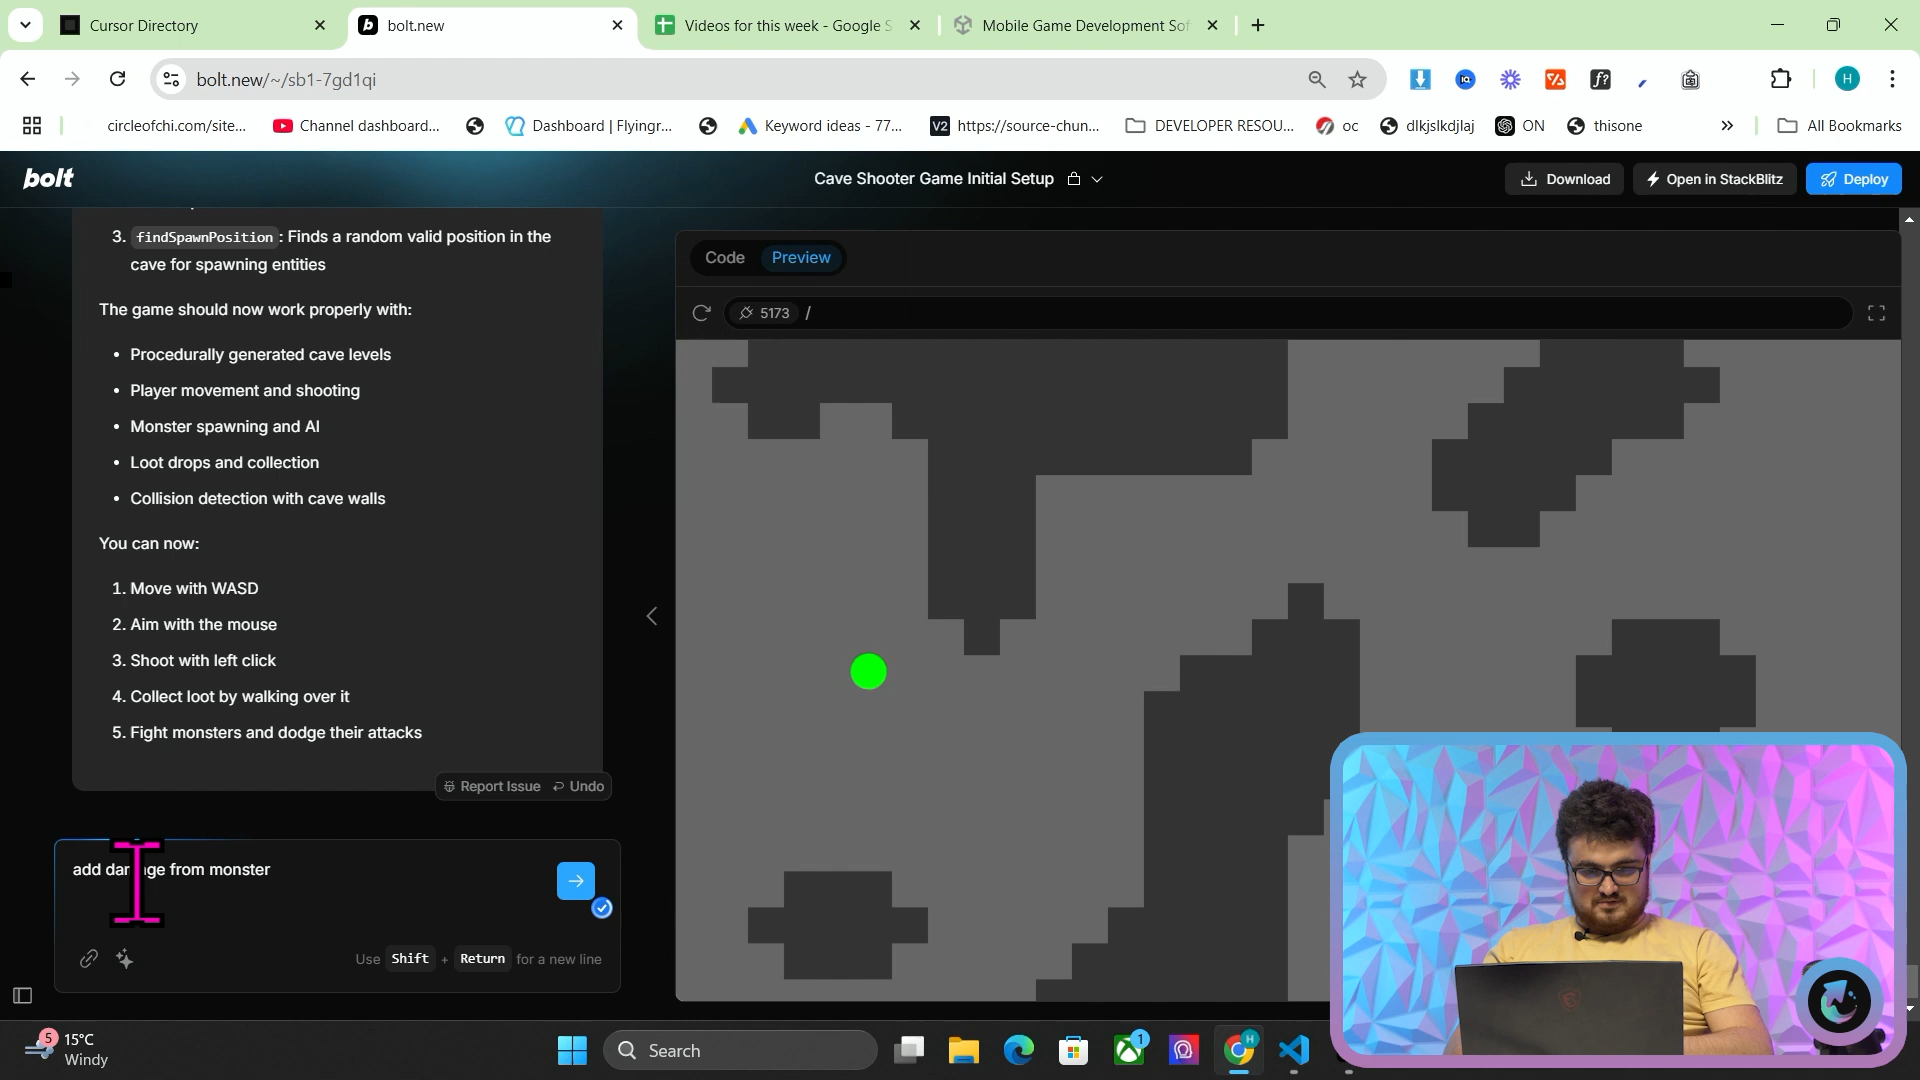 Cursor Directory
bolt.new
Videos for this week - Google S
Mobile Game Development Sof
bolt.new/~/sb1-7gd1qi
H
circleofchi.com/site...
Channel dashboard...
Dashboard | Flyingr...
Keyword ideas - 77...
V2
https://source-chun...
DEVELOPER RESOU...
oc
dlkjslkdjlaj
ON
thisone
All Bookmarks
bolt
Cave Shooter Game Initial Setup
Download
Open in StackBlitz
Deploy
3. findSpawnPosition : Finds a random valid position in the
cave for spawning entities
The game should now work properly with:
• Procedurally generated cave levels
• Player movement and shooting
• Monster spawning and AI
• Loot drops and collection
• Collision detection with cave walls
You can now:
1. Move with WASD
2. Aim with the mouse
3. Shoot with left click
4. Collect loot by walking over it
5. Fight monsters and dodge their attacks
Report Issue
Undo
add damage from monster
Use Shift + Return for a new line
Code
Preview
5173 /
5
15°C
Windy
Search
1
H